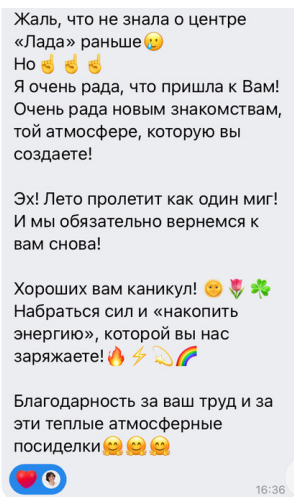 Жаль, что не знала о центре
«Лада» раньше🥲
Но ☝️ ☝️ ☝️
Я очень рада, что пришла к Вам!
Очень рада новым знакомствам,
той атмосфере, которую вы
создаете!
Эх! Лето пролетит как один миг!
И мы обязательно вернемся к
вам снова!
Хороших вам каникул! 🌞🌷☘️
Набраться сил и «накопить
энергию», которой вы нас
заряжаете!🔥⚡💫🌈
Благодарность за ваш труд и за
эти теплые атмосферные
посиделки🤗🤗🤗
16:36